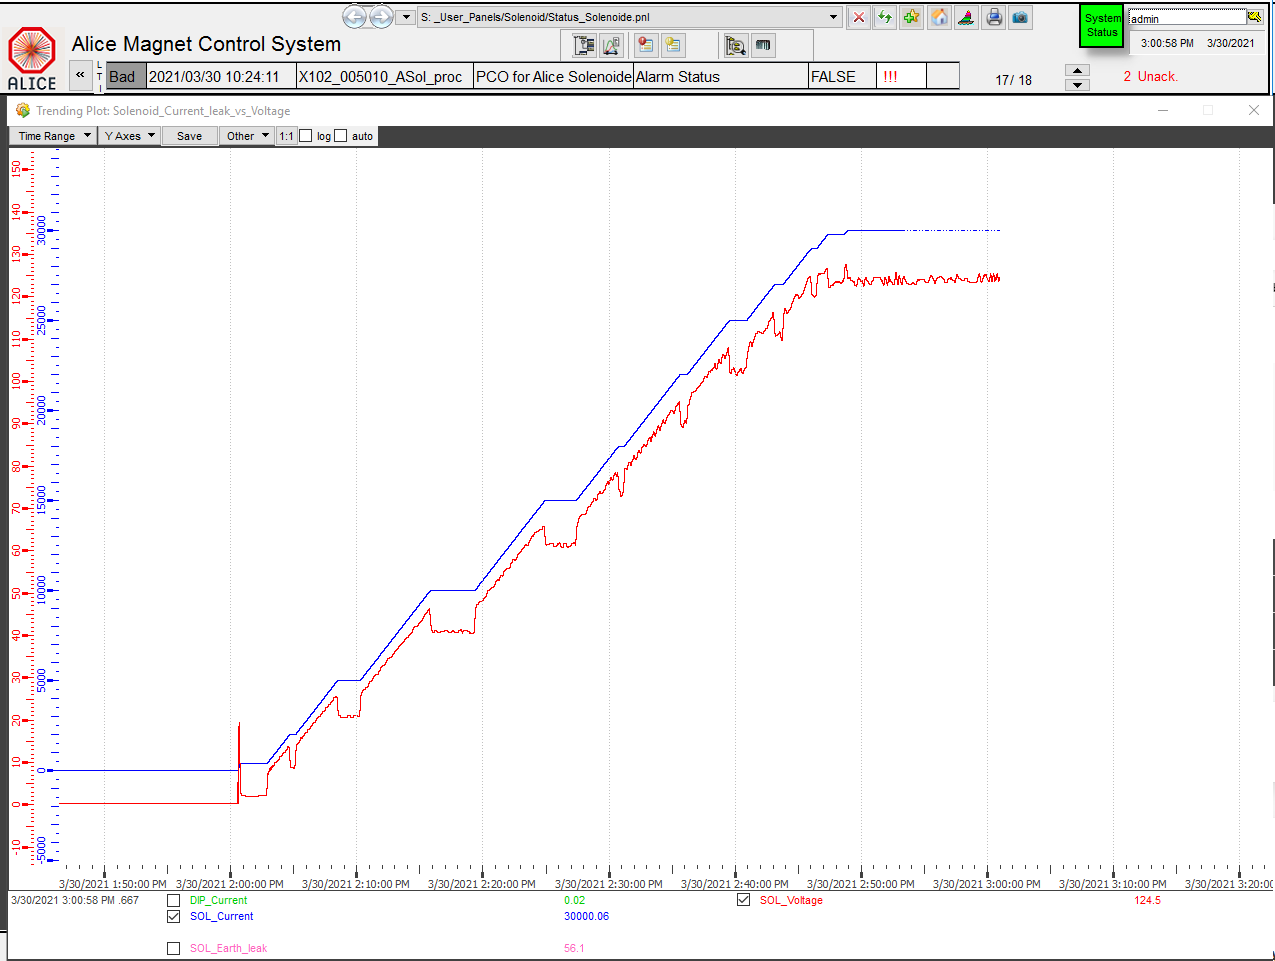 S: _User_Panels/Solenoid/Status_Solenoide.pnl
System Status
admin
Alice Magnet Control System
3:00:58 PM 3/30/2021
ALICE
«
L
T
I
Bad 2021/03/30 10:24:11 X102_005010_ASol_proc PCO for Alice Solenoide Alarm Status FALSE !!! 17/ 18 2 Unack.
Trending Plot: Solenoid_Current_leak_vs_Voltage
Time Range Y Axes Save Other 1:1 log auto
150
140
130
120
110
100
90
80
70
60
50
40
30
20
10
0
-10
30000
25000
20000
15000
10000
5000
0
-5000
3/30/2021 1:50:00 PM 3/30/2021 2:00:00 PM 3/30/2021 2:10:00 PM 3/30/2021 2:20:00 PM 3/30/2021 2:30:00 PM 3/30/2021 2:40:00 PM 3/30/2021 2:50:00 PM 3/30/2021 3:00:00 PM 3/30/2021 3:10:00 PM 3/30/2021 3:20:00
3/30/2021 3:00:58 PM .667 DIP_Current 0.02 SOL_Voltage 124.5
SOL_Current 30000.06
SOL_Earth_leak 56.1